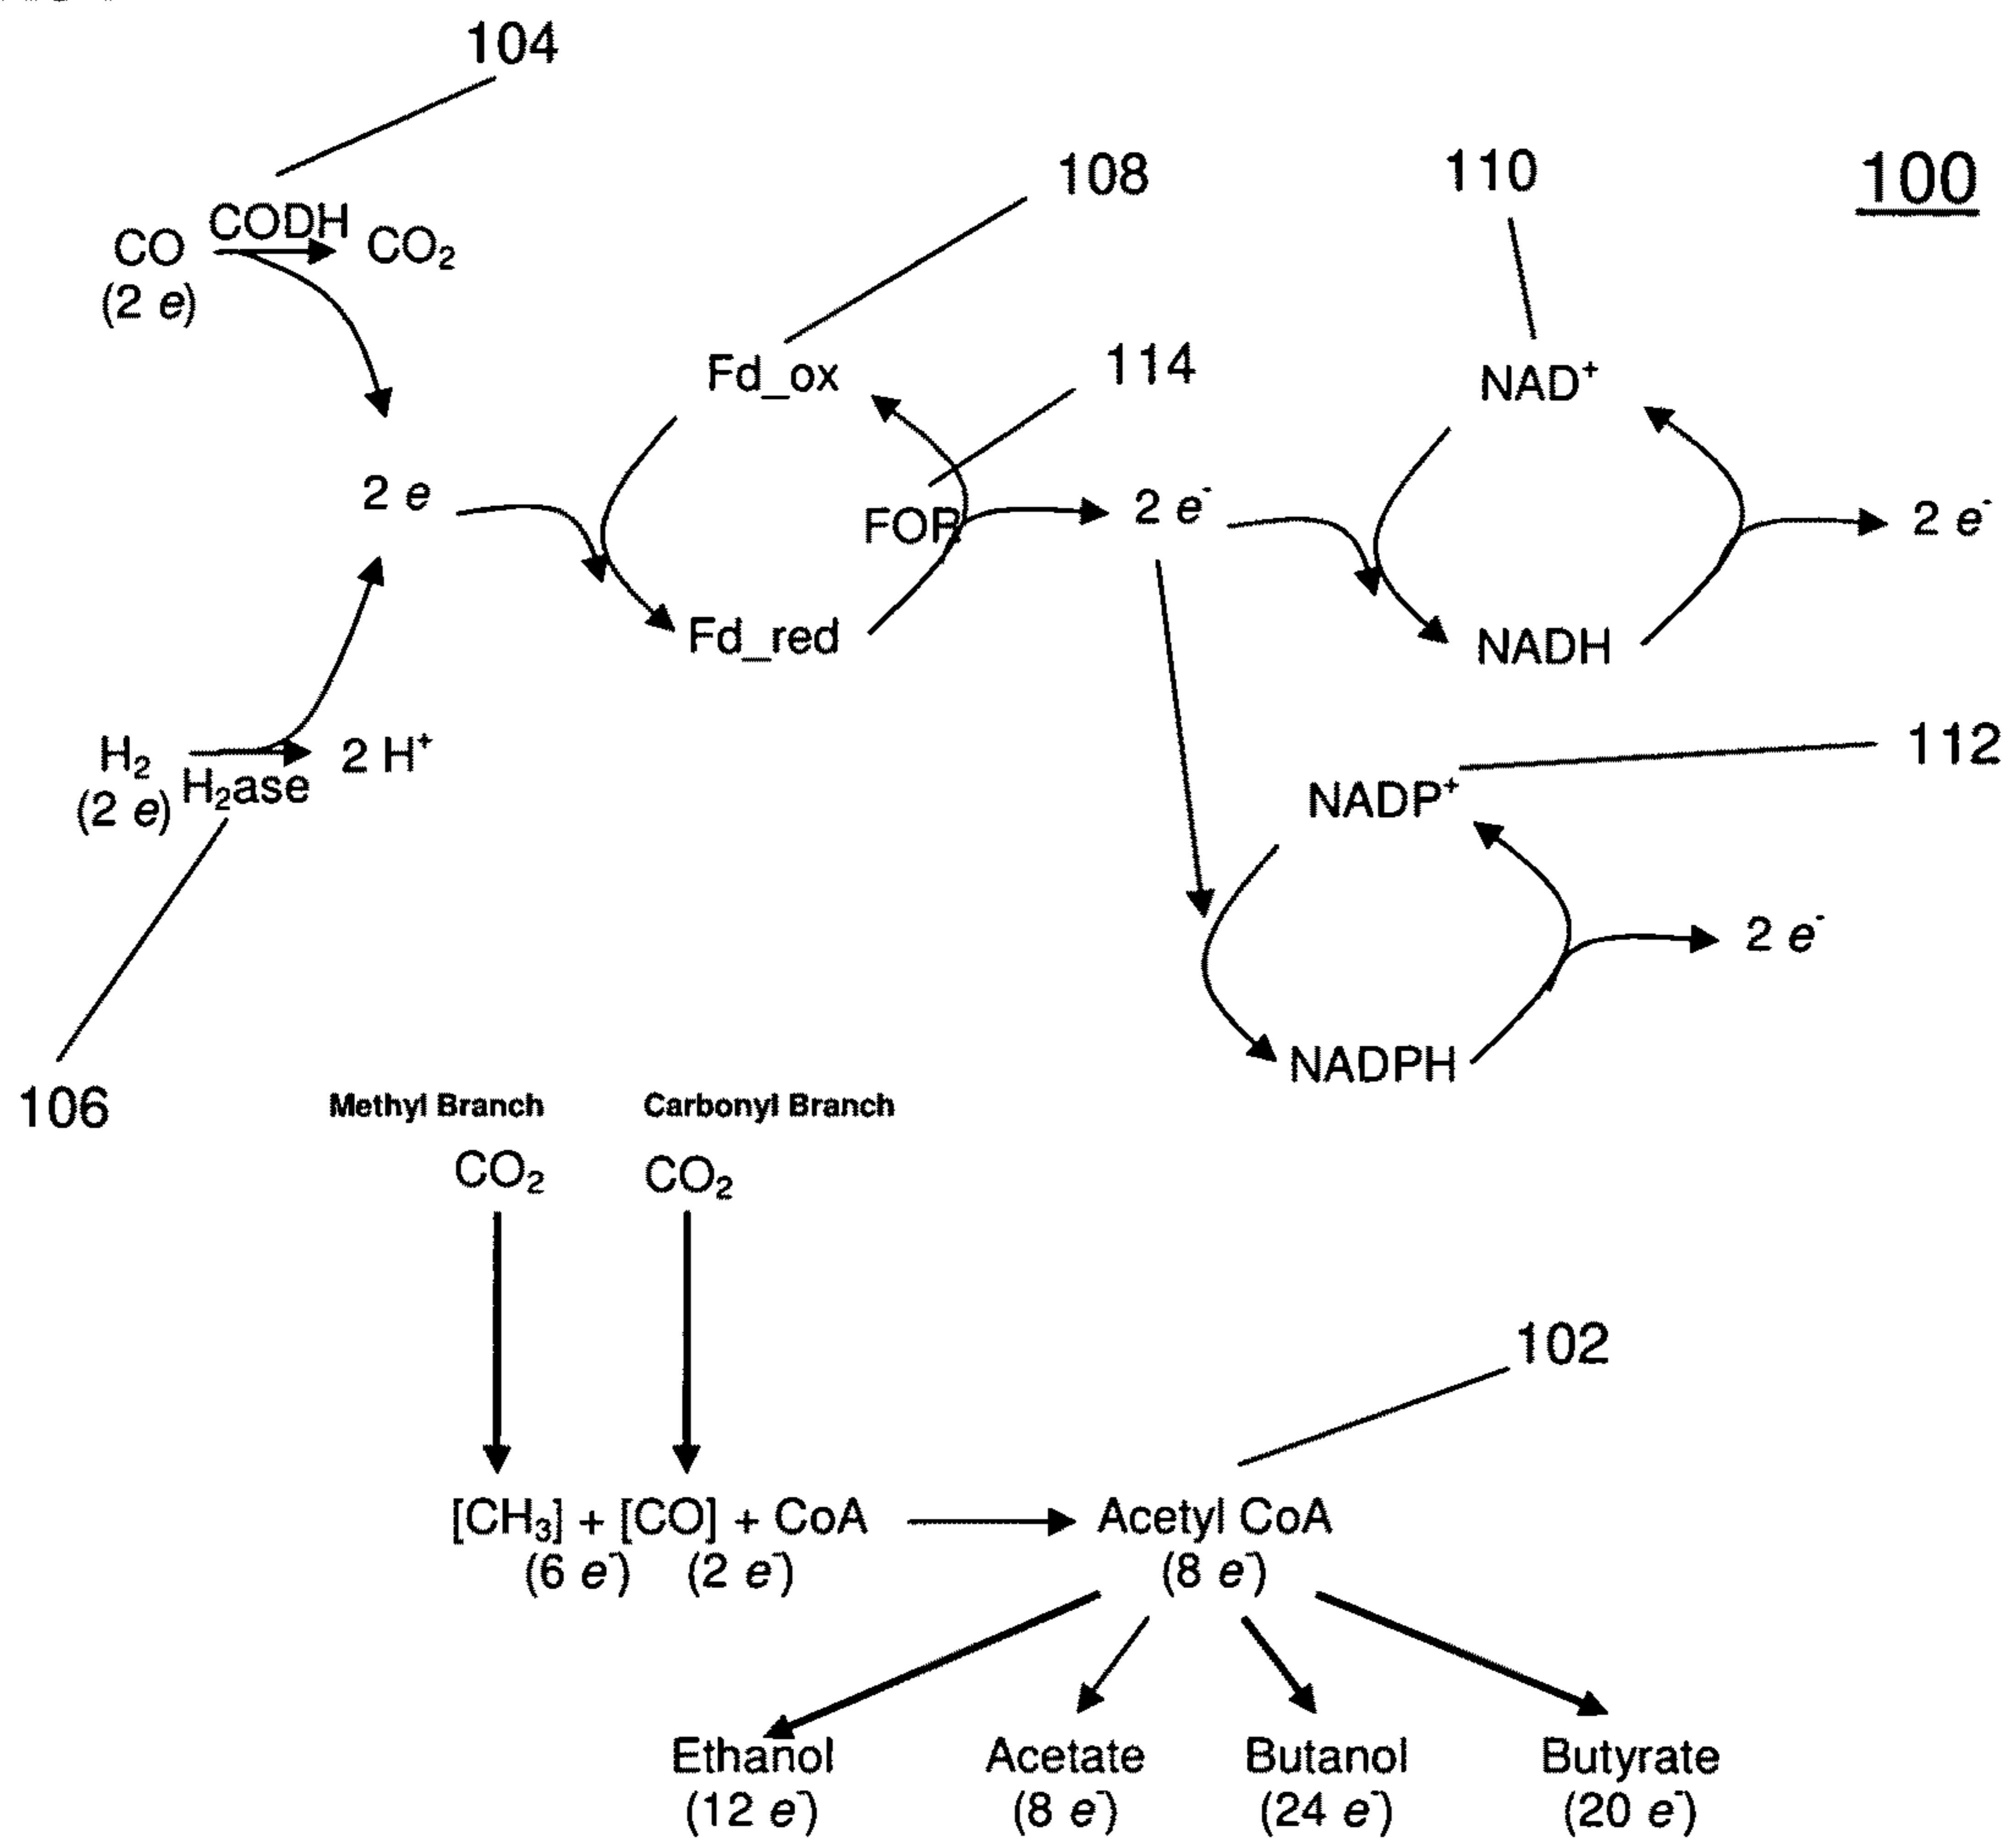 104
108
110
100
CODH
CO
CO₂
(2 e)
114
Fd_ox
NAD⁺
2 e
FOR
2 e⁻
2 e⁻
Fd_red
NADH
112
H₂
2 H⁺
(2 e)
H₂ase
NADP⁺
2 e⁻
NADPH
106
Methyl Branch
Carbonyl Branch
CO₂
CO₂
102
[CH₃] + [CO] + CoA
Acetyl CoA
(6 e⁻)
(2 e⁻)
(8 e⁻)
Ethanol
Acetate
Butanol
Butyrate
(12 e⁻)
(8 e⁻)
(24 e⁻)
(20 e⁻)